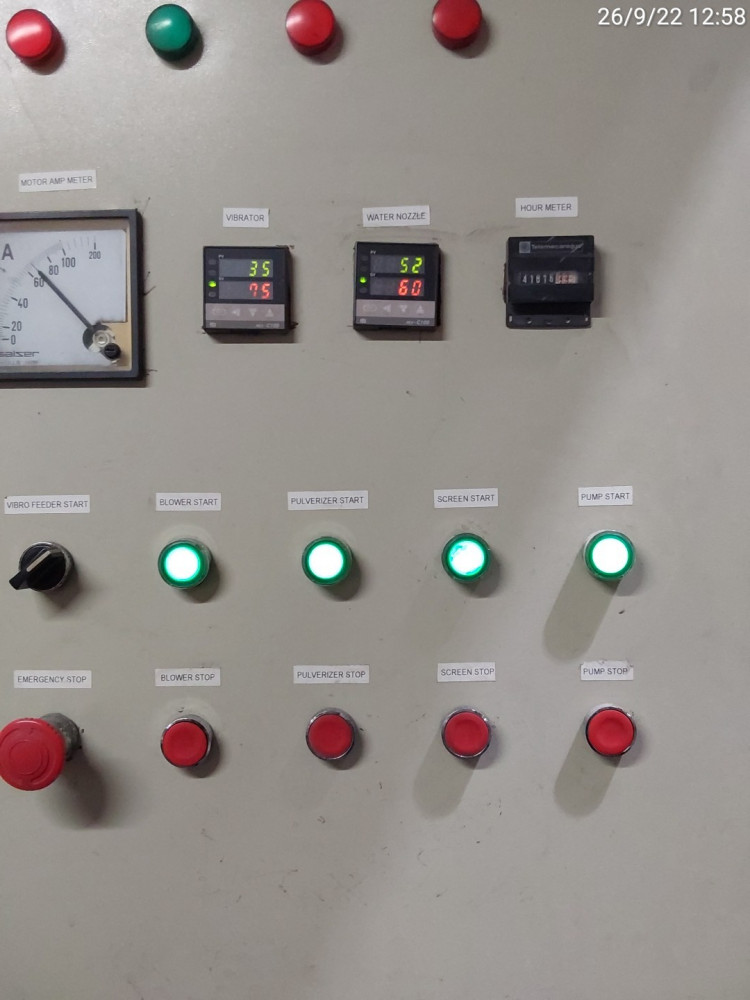 26/9/22 12:58
MOTOR AMP METER
VIBRATOR
WATER NOZZLE
HOUR METER
A
60 80 100 200
40
20
0
PV
35
75
PV
52
60
VIBRO FEEDER START
BLOWER START
PULVERIZER START
SCREEN START
PUMP START
EMERGENCY STOP
BLOWER STOP
PULVERIZER STOP
SCREEN STOP
PUMP STOP